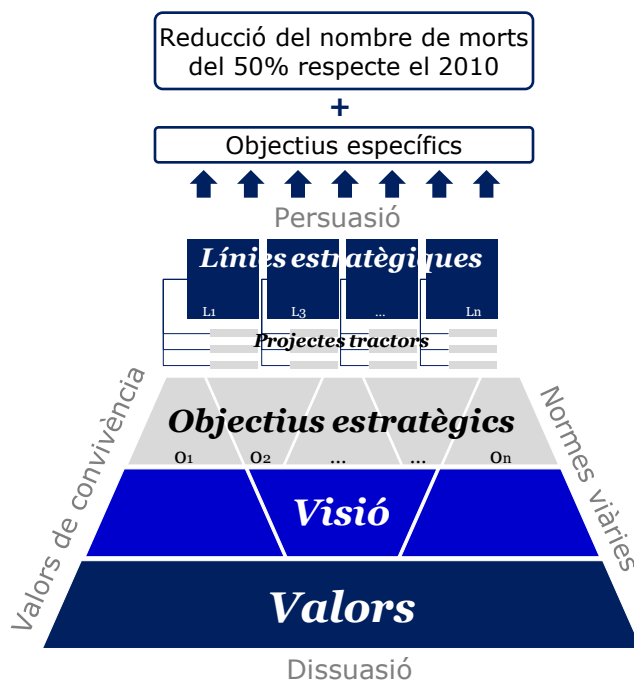 Reducció del nombre de morts
del 50% respecte el 2010
+
Objectius específics
Persuasió
Línies estratègiques
L1 L3 ... Ln
Projectes tractors
Valors de convivència
Normes viàries
Objectius estratègics
O1 O2 ... ... On
Visió
Valors
Dissuasió